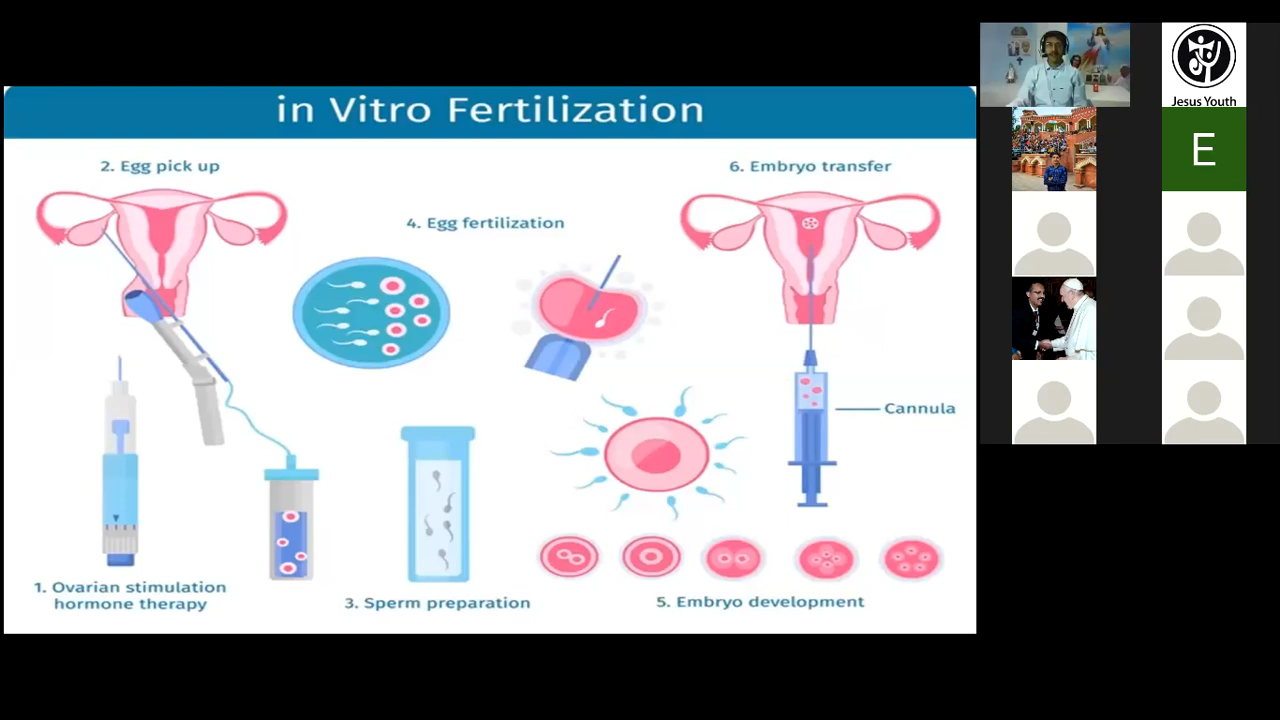 in Vitro Fertilization
2. Egg pick up
6. Embryo transfer
4. Egg fertilization
Cannula
1. Ovarian stimulation
hormone therapy
3. Sperm preparation
5. Embryo development
Jesus Youth
E